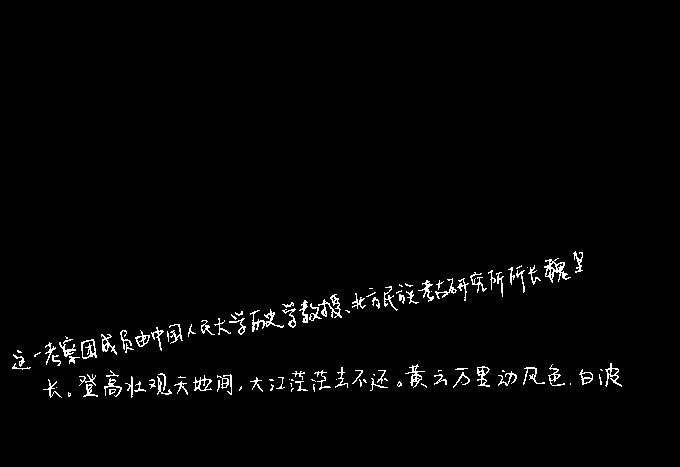 这一考察团成员由中国人民大学历史学教授、北方民族考古研究所所长魏坚
长。登高壮观天地间,大江茫茫去不还。黄云万里动风色.白波